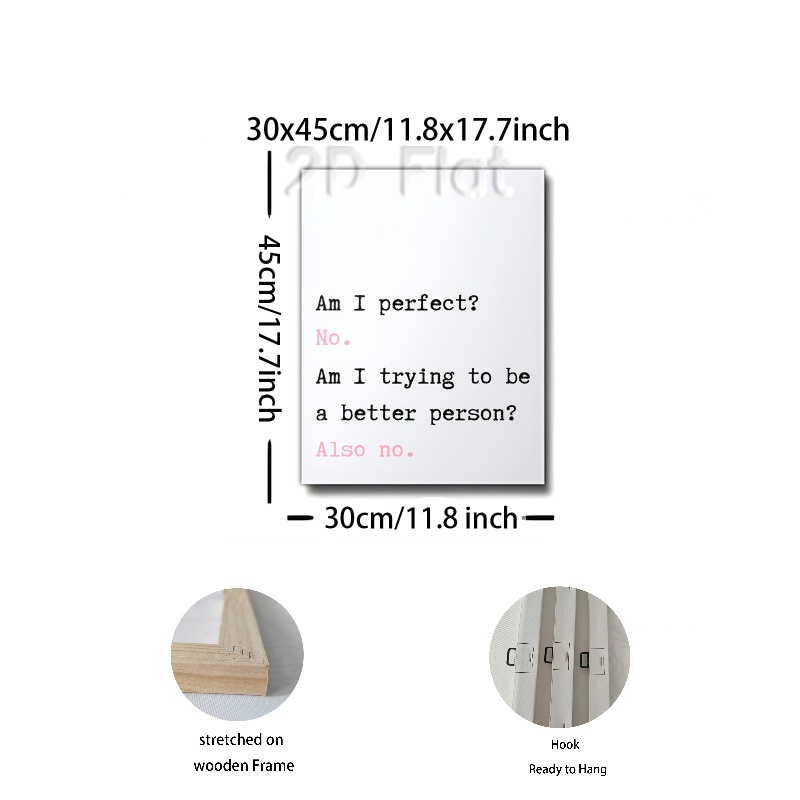 30x45cm/11.8x17.7inch
2D Flat
45cm/17.7inch
Am I perfect?
No.
Am I trying to be
a better person?
Also no.
30cm/11.8 inch
stretched on
wooden Frame
Hook
Ready to Hang